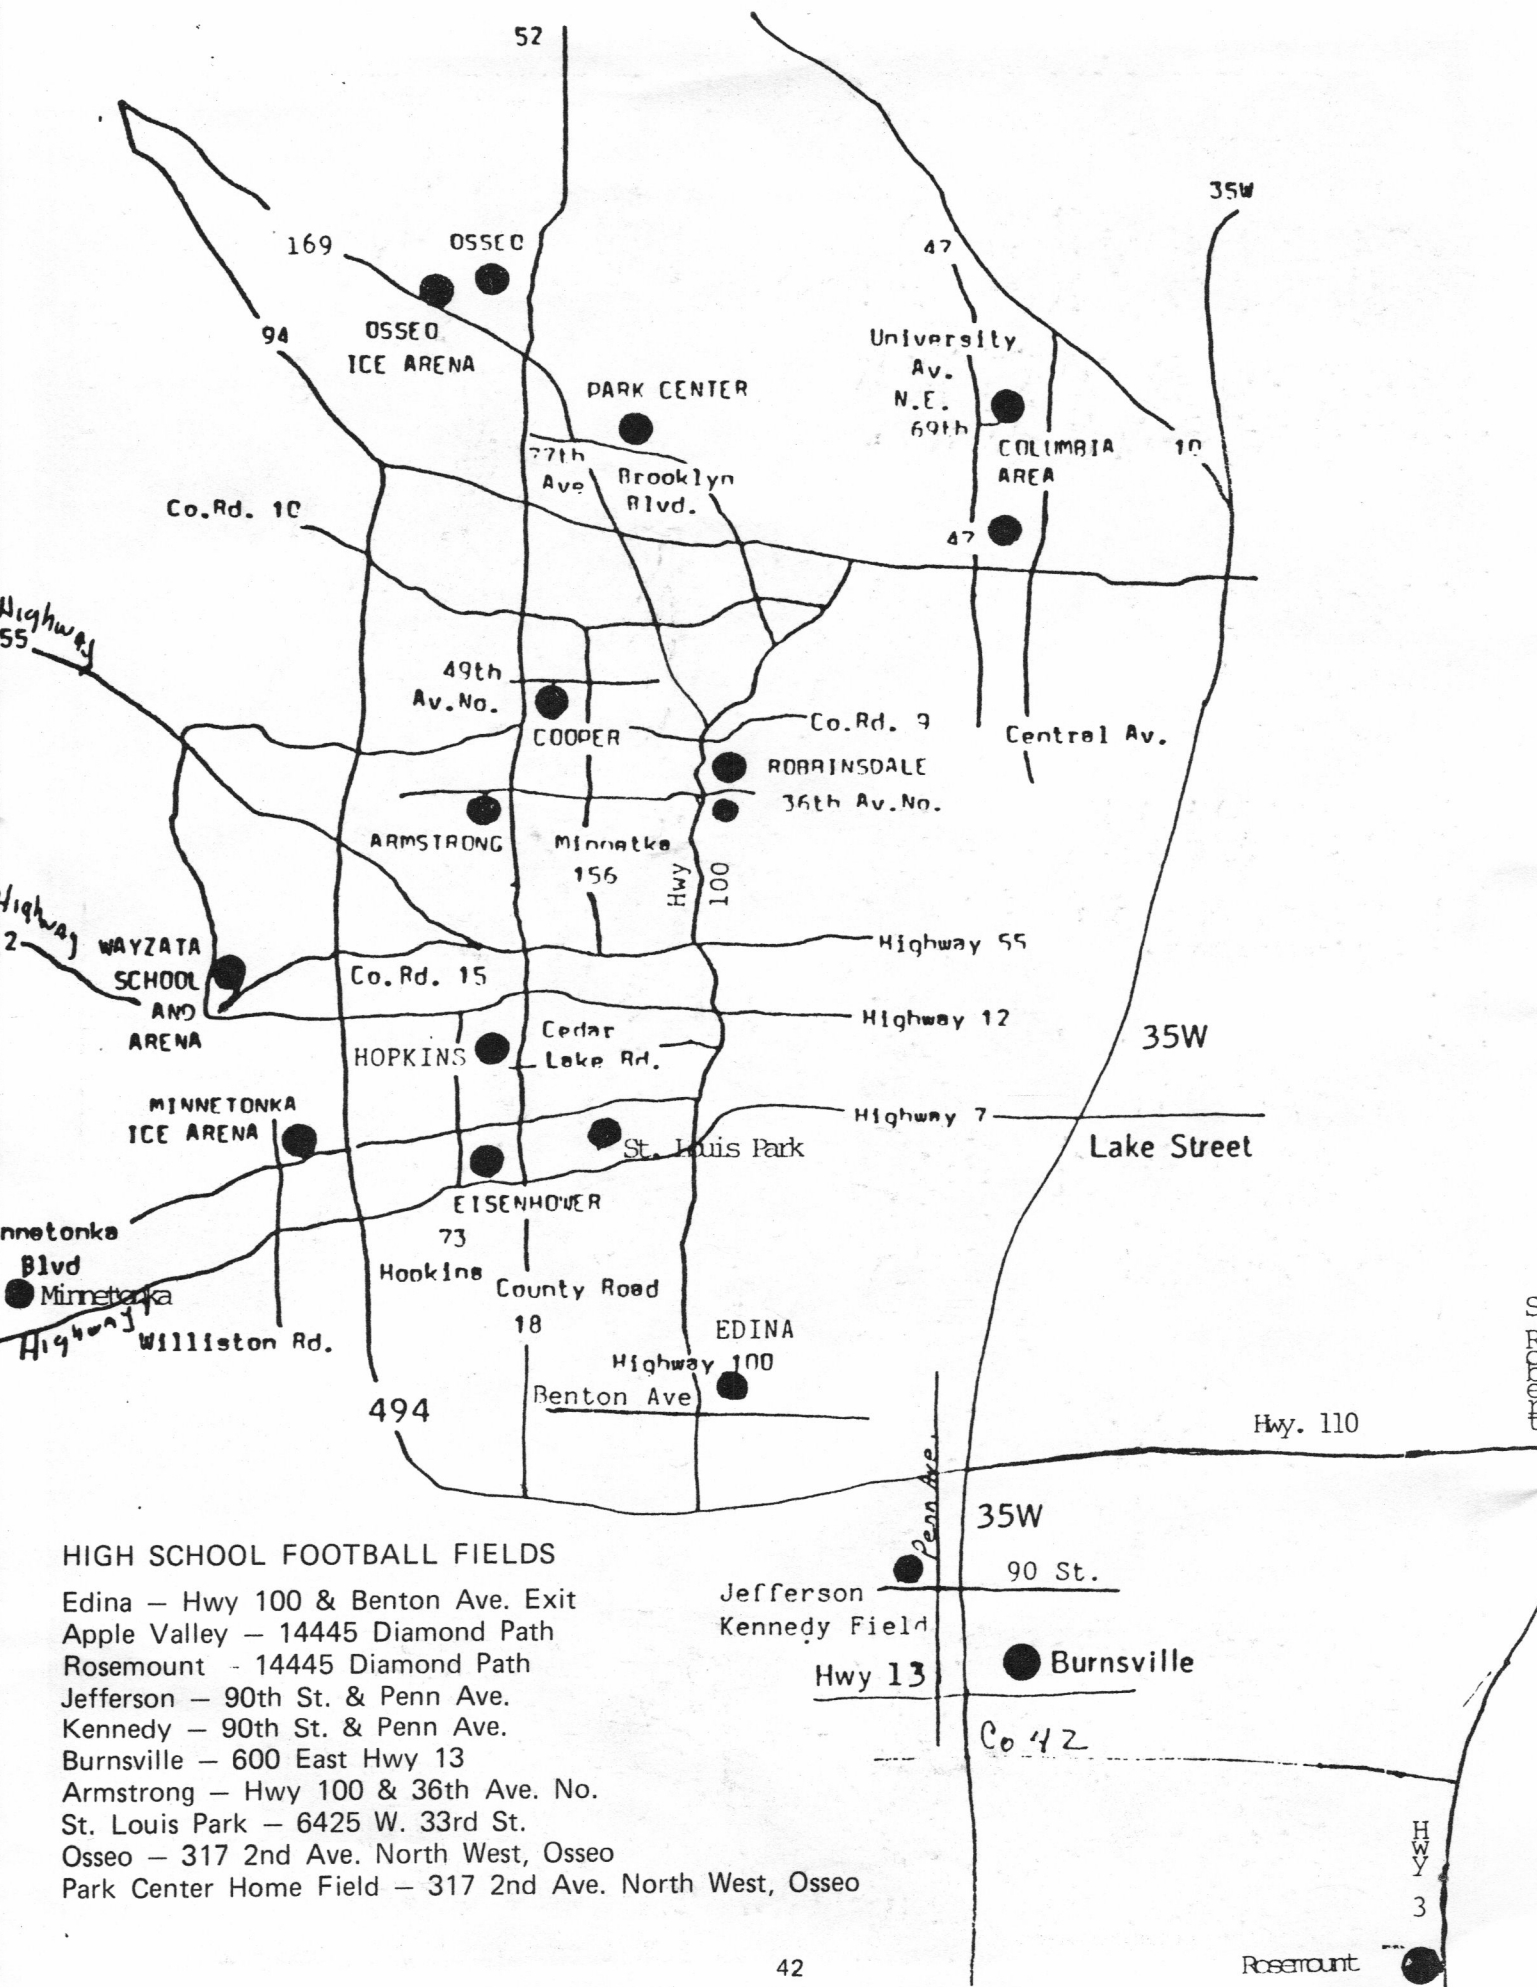 52
35W
169
OSSEO
47
OSSEO
ICE ARENA
94
University
Av.
N.E.
69th
PARK CENTER
COLUMBIA
AREA
10
77th
Ave
Brooklyn
Blvd.
Co.Rd. 10
47
Highway
55
49th
Av.No.
COOPER
Co.Rd. 9
Central Av.
ROBBINSDALE
36th Av.No.
ARMSTRONG
Minnetka
156
Hwy
100
Highway
2
WAYZATA
SCHOOL
AND
ARENA
Co.Rd. 15
Highway 55
Highway 12
HOPKINS
Cedar
Lake Rd.
35W
MINNETONKA
ICE ARENA
Highway 7
Lake Street
St. Louis Park
EISENHOWER
nnetonka
Blvd
Minnetonka
Highway
Williston Rd.
73
Hopkins
County Road
18
EDINA
Highway 100
Benton Ave
494
Hwy. 110
S
Robert
Penn Ave.
35W
90 St.
Jefferson
Kennedy Field
Hwy 13
Burnsville
Co 42
HWY
3
Rosemount
HIGH SCHOOL FOOTBALL FIELDS
Edina — Hwy 100 & Benton Ave. Exit
Apple Valley — 14445 Diamond Path
Rosemount - 14445 Diamond Path
Jefferson — 90th St. & Penn Ave.
Kennedy — 90th St. & Penn Ave.
Burnsville — 600 East Hwy 13
Armstrong — Hwy 100 & 36th Ave. No.
St. Louis Park — 6425 W. 33rd St.
Osseo — 317 2nd Ave. North West, Osseo
Park Center Home Field — 317 2nd Ave. North West, Osseo
42